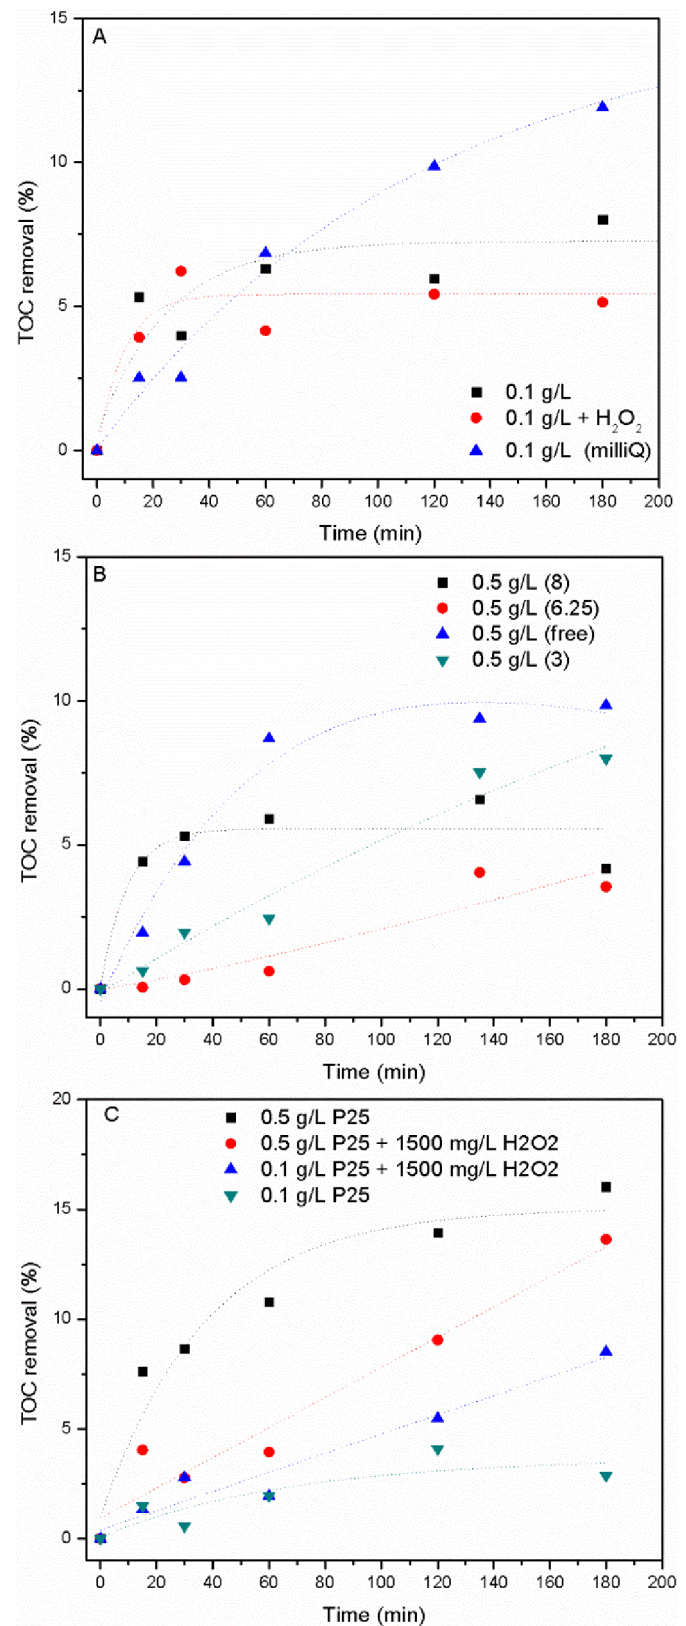 A
15
10
5
0
TOC removal (%)
0.1 g/L
0.1 g/L + H₂O₂
0.1 g/L (milliQ)
0 20 40 60 80 100 120 140 160 180 200
Time (min)
B
15
10
5
0
TOC removal (%)
0.5 g/L (8)
0.5 g/L (6.25)
0.5 g/L (free)
0.5 g/L (3)
0 20 40 60 80 100 120 140 160 180 200
Time (min)
C
20
15
10
5
0
TOC removal (%)
0.5 g/L P25
0.5 g/L P25 + 1500 mg/L H2O2
0.1 g/L P25 + 1500 mg/L H2O2
0.1 g/L P25
0 20 40 60 80 100 120 140 160 180 200
Time (min)